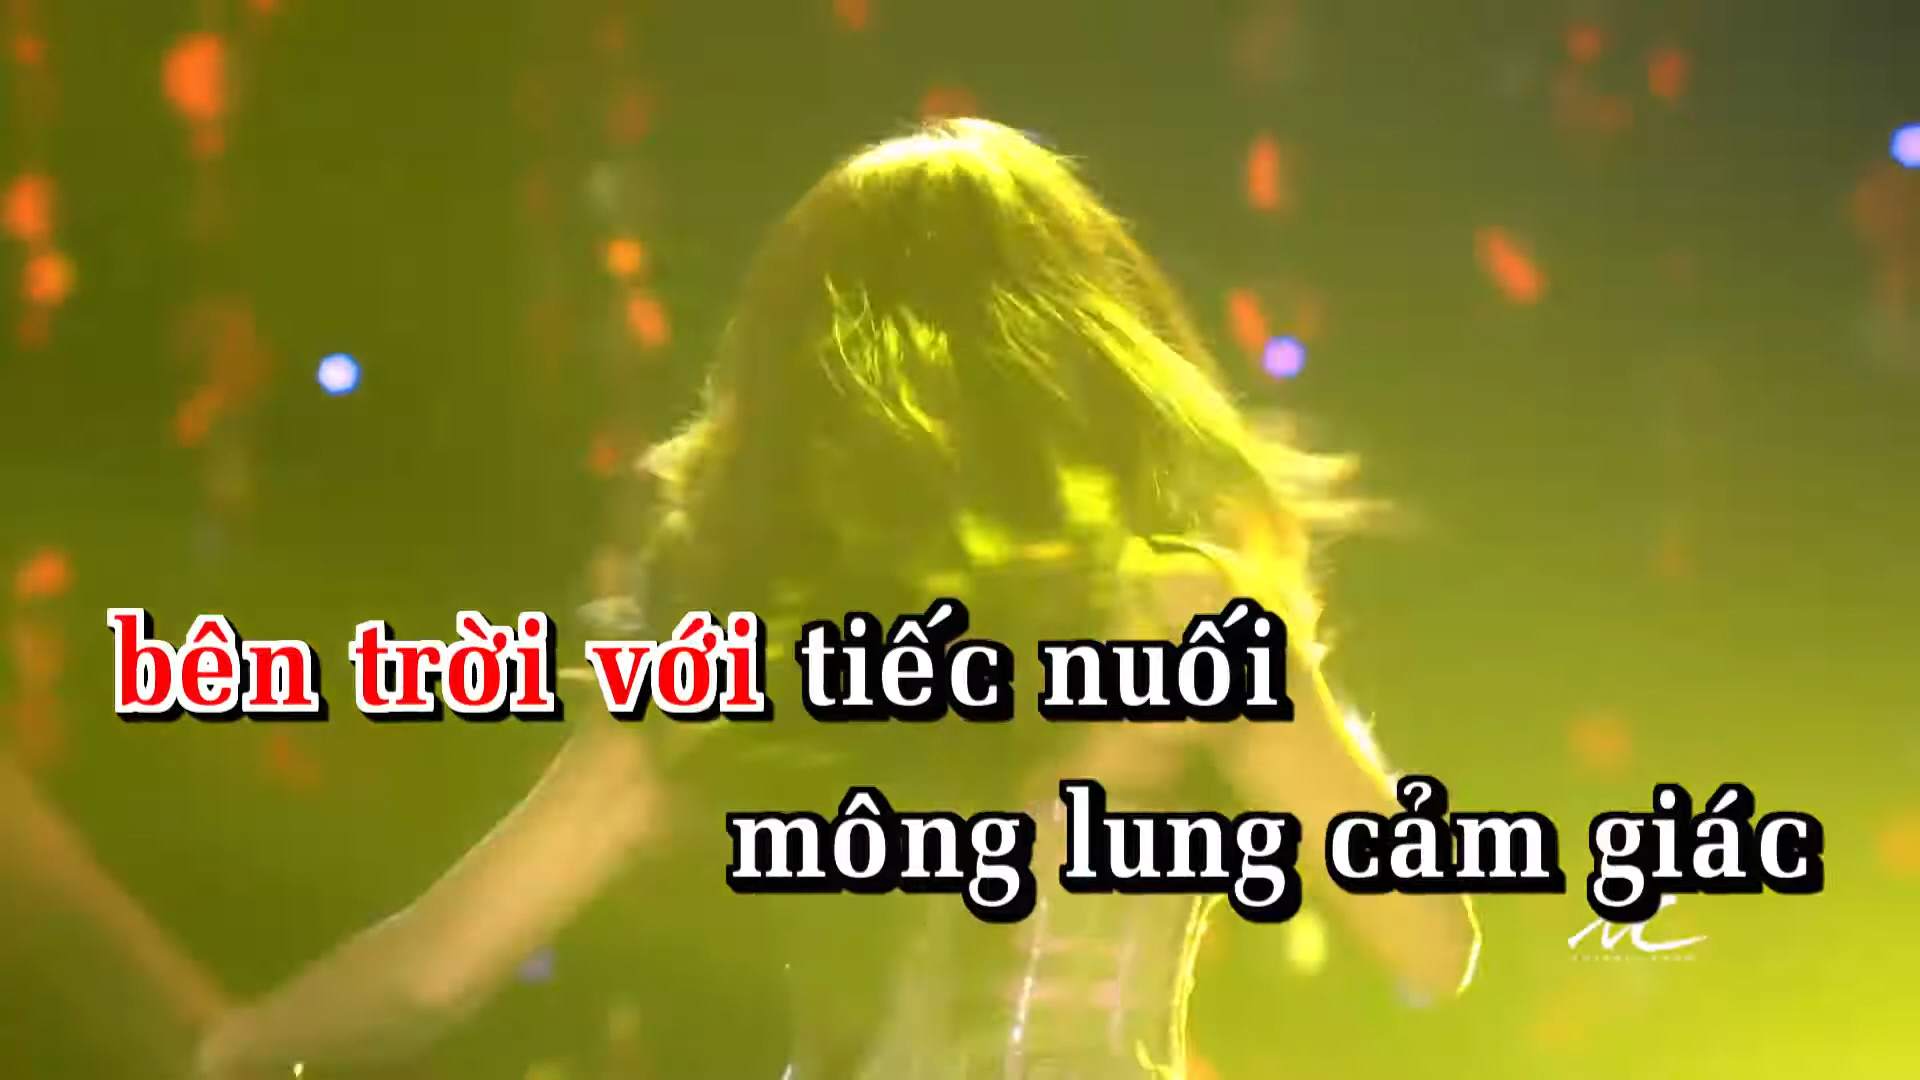 bên trời với tiếc nuối
mông lung cảm giác